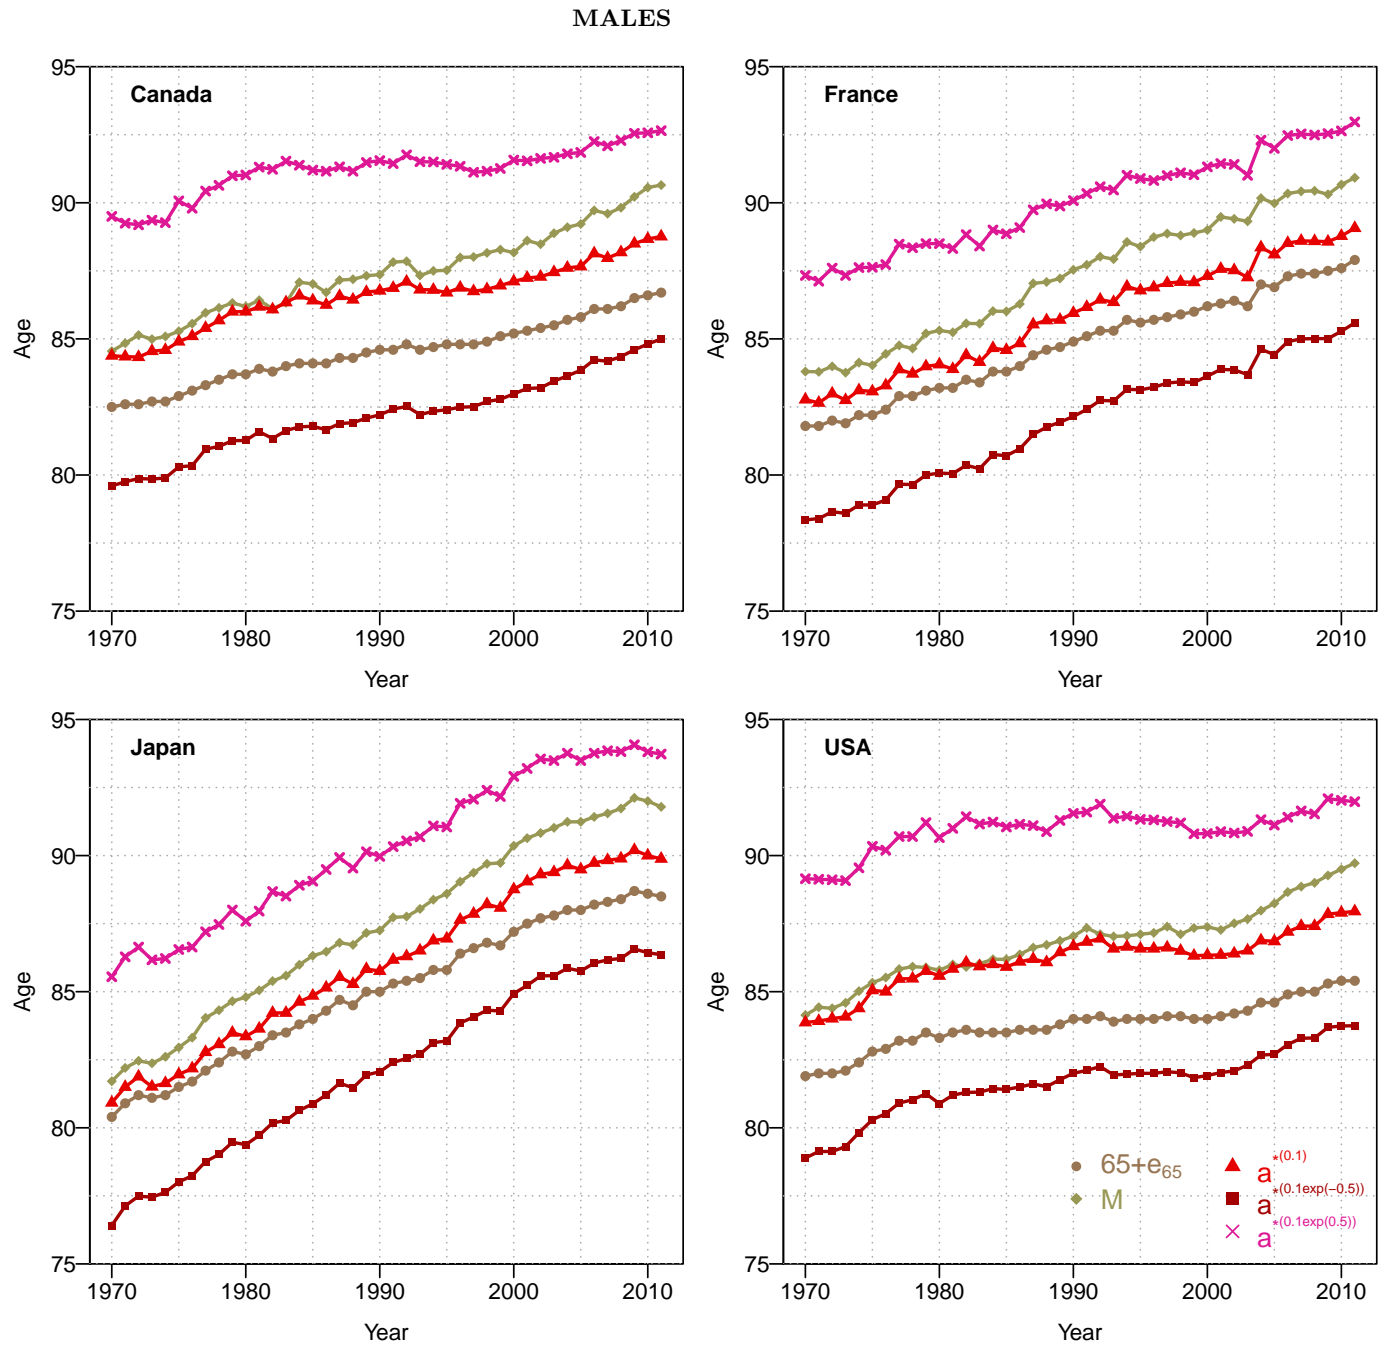 MALES
Canada
95
90
85
80
75
Age
1970 1980 1990 2000 2010
Year
France
95
90
85
80
75
Age
1970 1980 1990 2000 2010
Year
Japan
95
90
85
80
75
Age
1970 1980 1990 2000 2010
Year
USA
95
90
85
80
75
Age
65+e65
M
a*(0.1)
a*(0.1exp(−0.5))
a*(0.1exp(0.5))
1970 1980 1990 2000 2010
Year